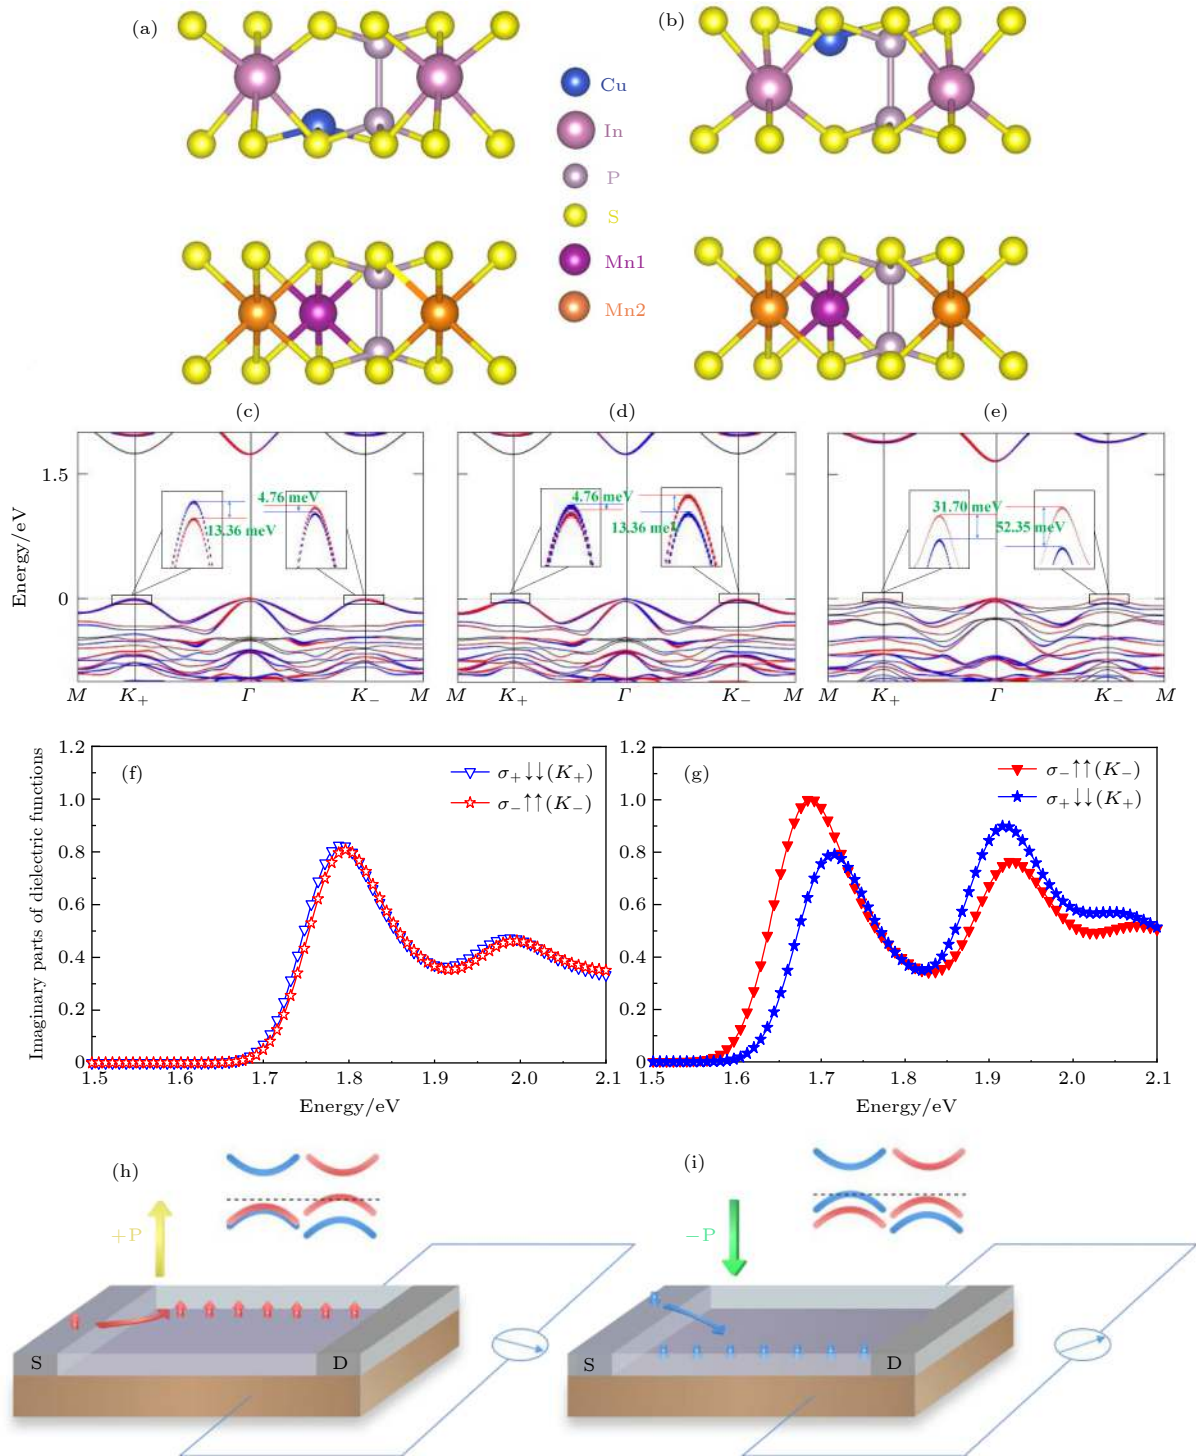 (a)
(b)
Cu
In
P
S
Mn1
Mn2
(c)
(d)
(e)
Energy/eV
1.5
0
4.76 meV
13.36 meV
4.76 meV
13.36 meV
31.70 meV
52.35 meV
M K₊ Γ K₋ M
M K₊ Γ K₋ M
M K₊ Γ K₋ M
Imaginary parts of dielectric functions
(f)
σ₊↓↓(K₊)
σ₋↑↑(K₋)
1.2
1.0
0.8
0.6
0.4
0.2
0
1.5 1.6 1.7 1.8 1.9 2.0 2.1
Energy/eV
(g)
σ₋↑↑(K₋)
σ₊↓↓(K₊)
1.2
1.0
0.8
0.6
0.4
0.2
0
1.5 1.6 1.7 1.8 1.9 2.0 2.1
Energy/eV
(h)
+P
S
D
(i)
−P
S
D